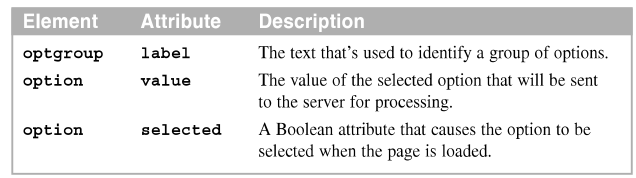 Element Attribute Description
optgroup label The text that's used to identify a group of options.
option value The value of the selected option that will be sent
to the server for processing.
option selected A Boolean attribute that causes the option to be
selected when the page is loaded.